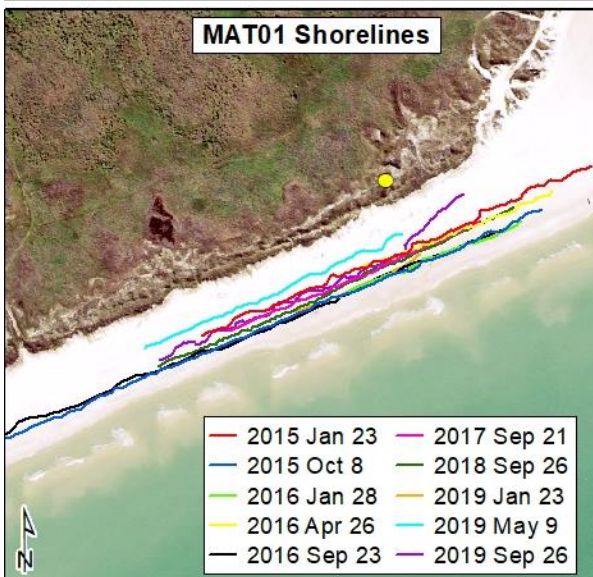 MAT01 Shorelines
2015 Jan 23
2015 Oct 8
2016 Jan 28
2016 Apr 26
2016 Sep 23
2017 Sep 21
2018 Sep 26
2019 Jan 23
2019 May 9
2019 Sep 26
N